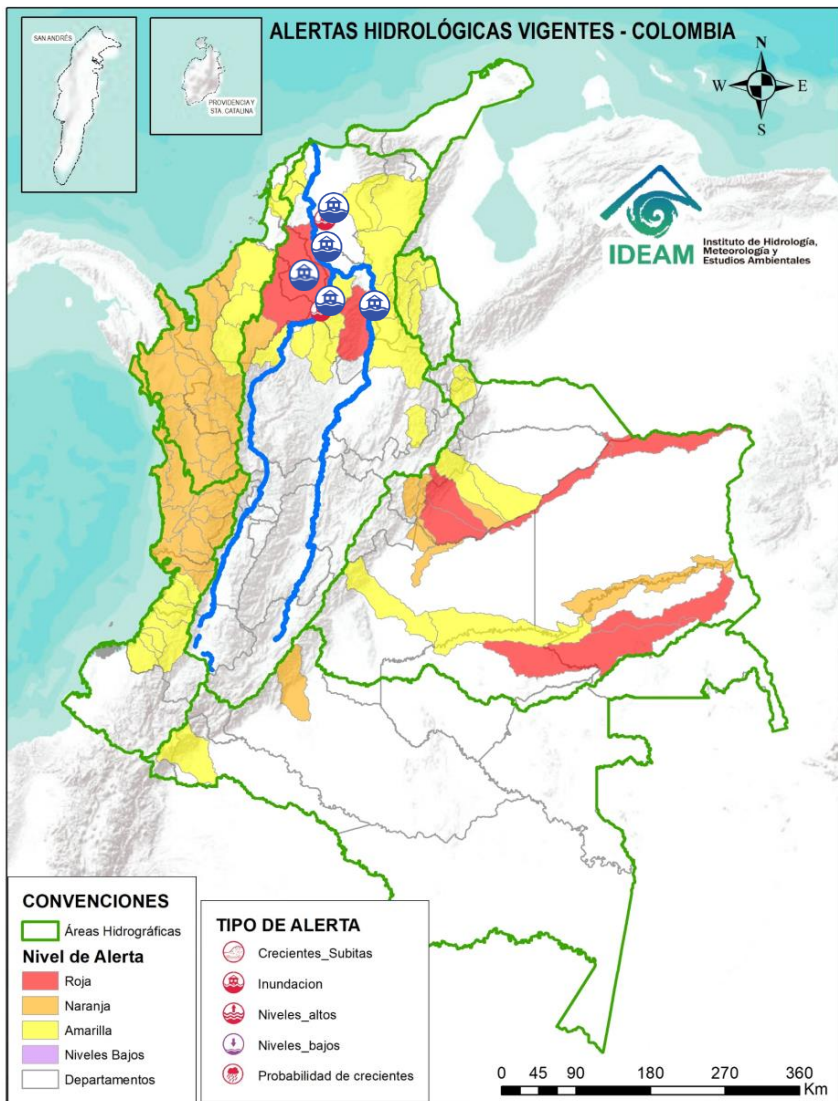 ALERTAS HIDROLÓGICAS VIGENTES - COLOMBIA
SAN ANDRÉS
PROVIDENCIA Y
STA. CATALINA
N
W
E
S
IDEAM
Instituto de Hidrología,
Meteorología y
Estudios Ambientales
CONVENCIONES
Áreas Hidrográficas
Nivel de Alerta
Roja
Naranja
Amarilla
Niveles Bajos
Departamentos
TIPO DE ALERTA
Crecientes_Subitas
Inundacion
Niveles_altos
Niveles_bajos
Probabilidad de crecientes
0 45 90 180 270 360
Km